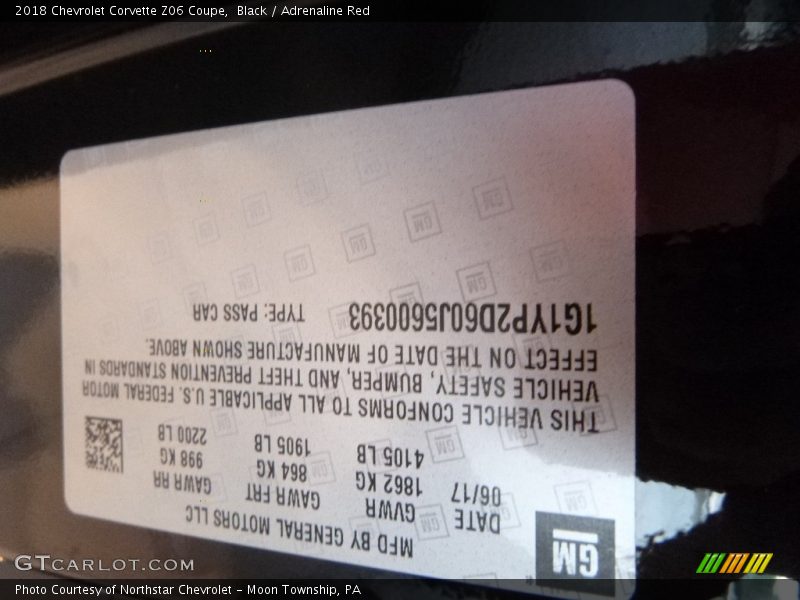 2018 Chevrolet Corvette Z06 Coupe, Black / Adrenaline Red
GM
MFD BY GENERAL MOTORS LLC
DATE GVWR GAWR FRT GAWR RR
06/17 1862 KG 864 KG 998 KG
4105 LB 1905 LB 2200 LB
THIS VEHICLE CONFORMS TO ALL APPLICABLE U.S. FEDERAL MOTOR
VEHICLE SAFETY, BUMPER, AND THEFT PREVENTION STANDARDS IN
EFFECT ON THE DATE OF MANUFACTURE SHOWN ABOVE.
1G1YP2D60J5600393 TYPE: PASS CAR
GTCARLOT.COM
Photo Courtesy of Northstar Chevrolet - Moon Township, PA